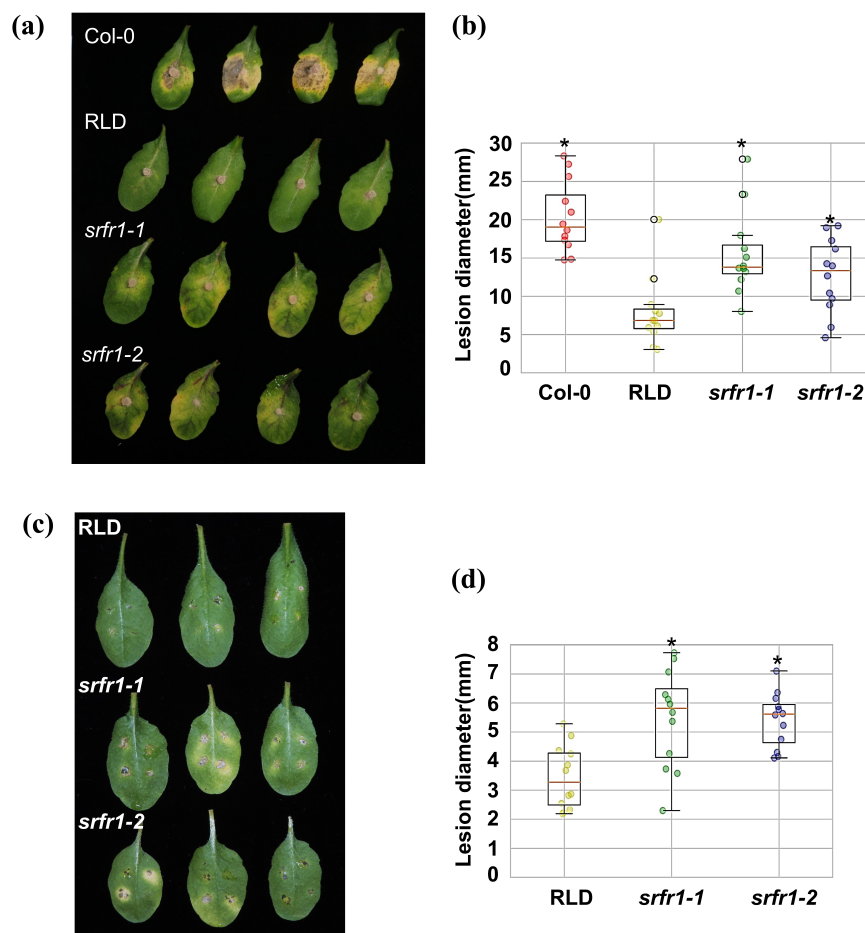 (a)
Col-0
RLD
srfr1-1
srfr1-2
(b)
Lesion diameter(mm)
30
25
20
15
10
5
0
*
*
*
Col-0 RLD srfr1-1 srfr1-2
(c)
RLD
srfr1-1
srfr1-2
(d)
Lesion diameter(mm)
8
7
6
5
4
3
2
1
0
*
*
RLD srfr1-1 srfr1-2